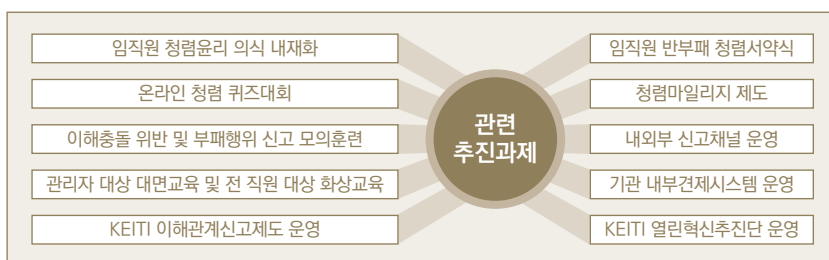 임직원 청렴윤리 의식 내재화
온라인 청렴 퀴즈대회
이해충돌 위반 및 부패행위 신고 모의훈련
관리자 대상 대면교육 및 전 직원 대상 화상교육
KEITI 이해관계신고제도 운영
관련
추진과제
임직원 반부패 청렴서약식
청렴마일리지 제도
내외부 신고채널 운영
기관 내부견제시스템 운영
KEITI 열린혁신추진단 운영